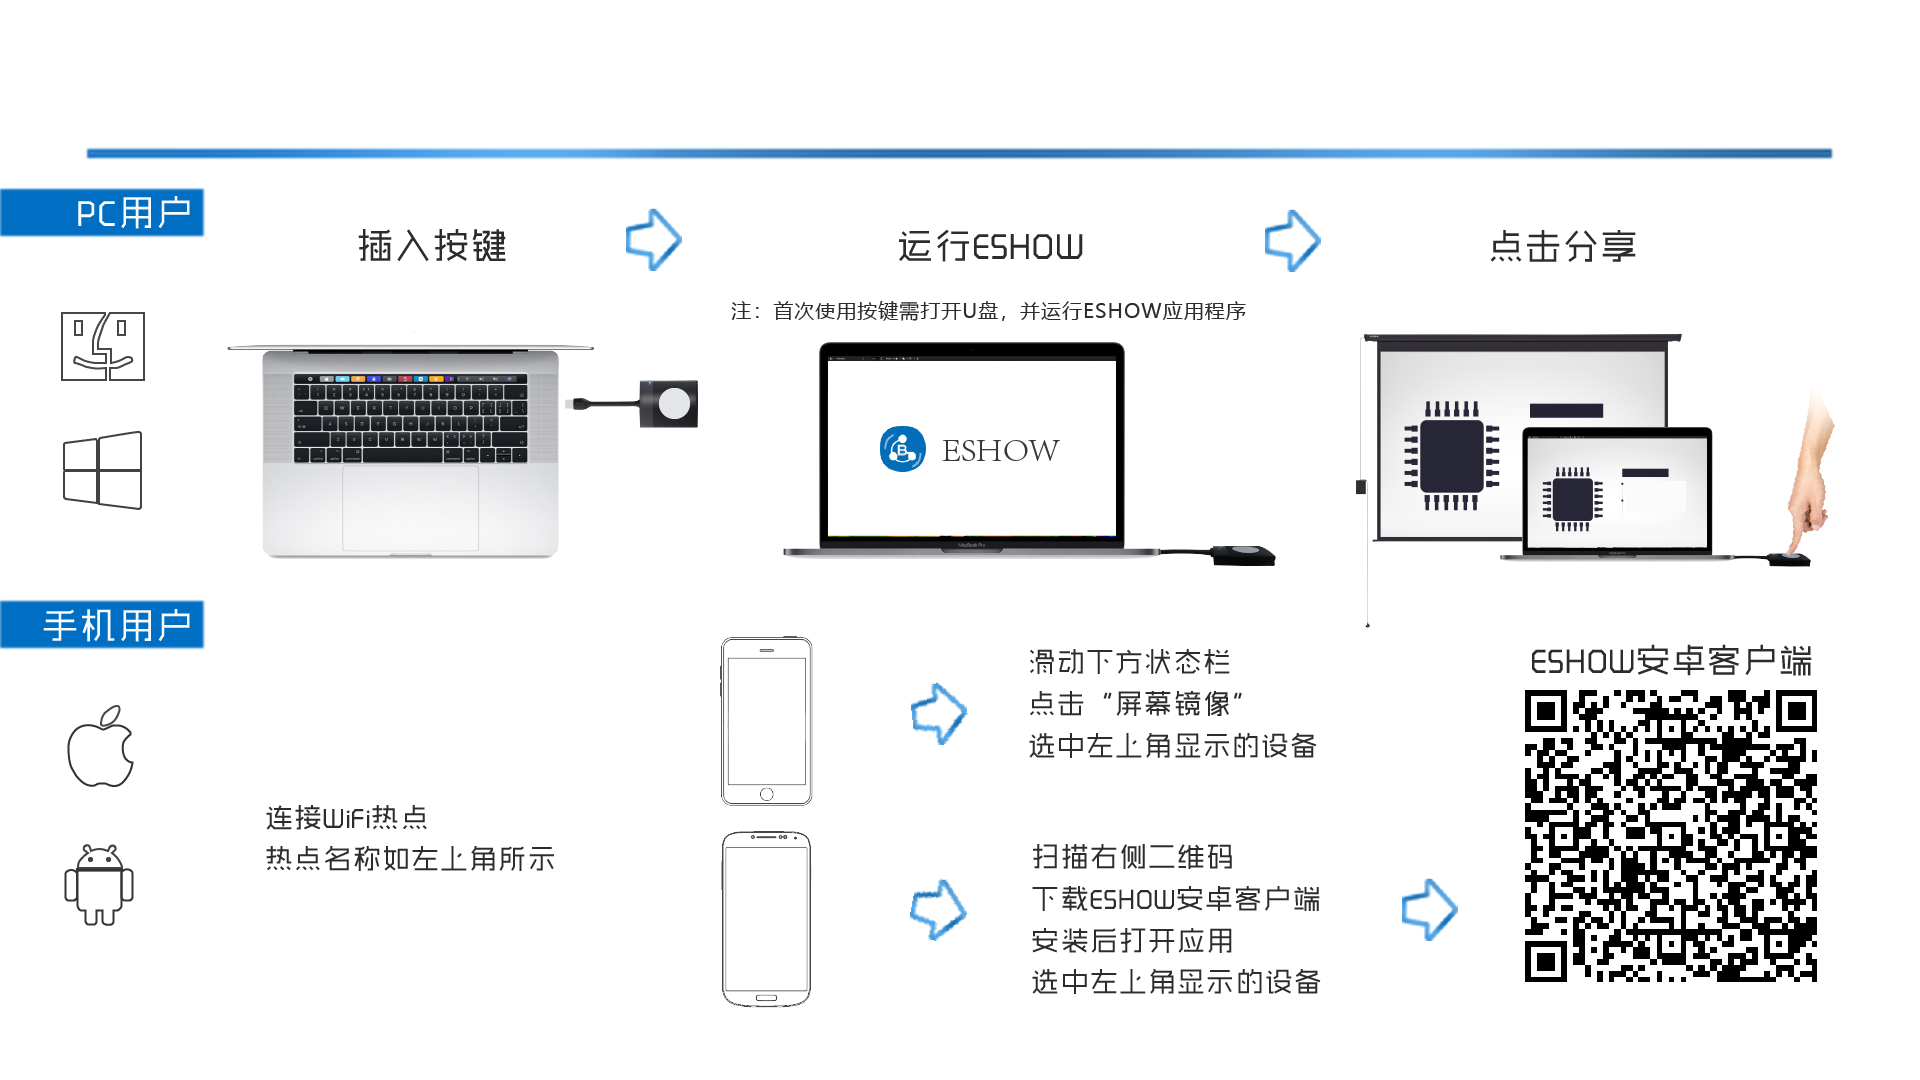 PC用户
插入按键
运行ESHOW
点击分享
注：首次使用按键需打开U盘，并运行ESHOW应用程序
ESHOW
MacBook Pro
手机用户
连接WiFi热点
热点名称如左上角所示
滑动下方状态栏
点击“屏幕镜像”
选中左上角显示的设备
扫描右侧二维码
下载ESHOW安卓客户端
安装后打开应用
选中左上角显示的设备
ESHOW安卓客户端